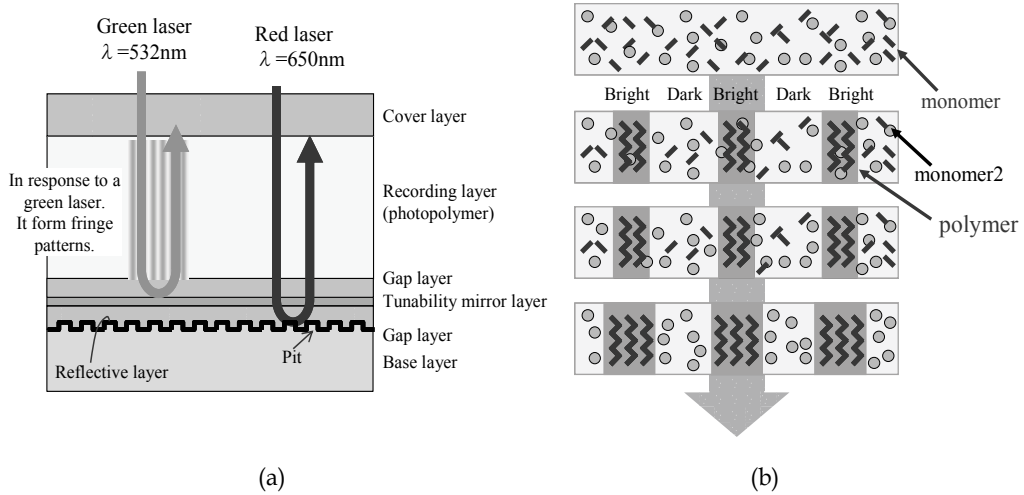 Green laser
λ=532nm
Red laser
λ=650nm
Cover layer
In response to a
green laser.
It form fringe
patterns.
Recording layer
(photopolymer)
Gap layer
Tunability mirror layer
Gap layer
Pit
Reflective layer
Base layer
(a)
monomer
Bright Dark Bright Dark Bright
monomer2
polymer
(b)